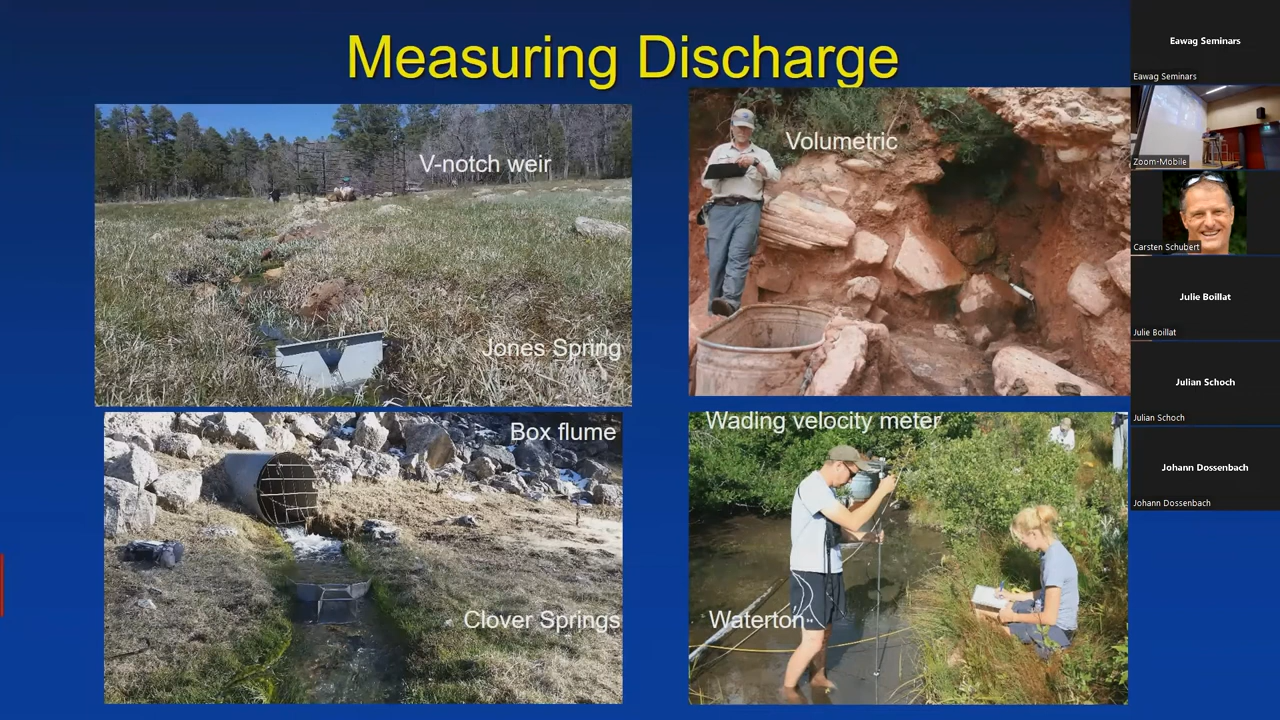 Measuring Discharge
V-notch weir
Jones Spring
Volumetric
Box flume
Clover Springs
Wading velocity meter
Waterton
Eawag Seminars
Eawag Seminars
Zoom-Mobile
Carsten Schubert
Julie Boillat
Julie Boillat
Julian Schoch
Julian Schoch
Johann Dossenbach
Johann Dossenbach